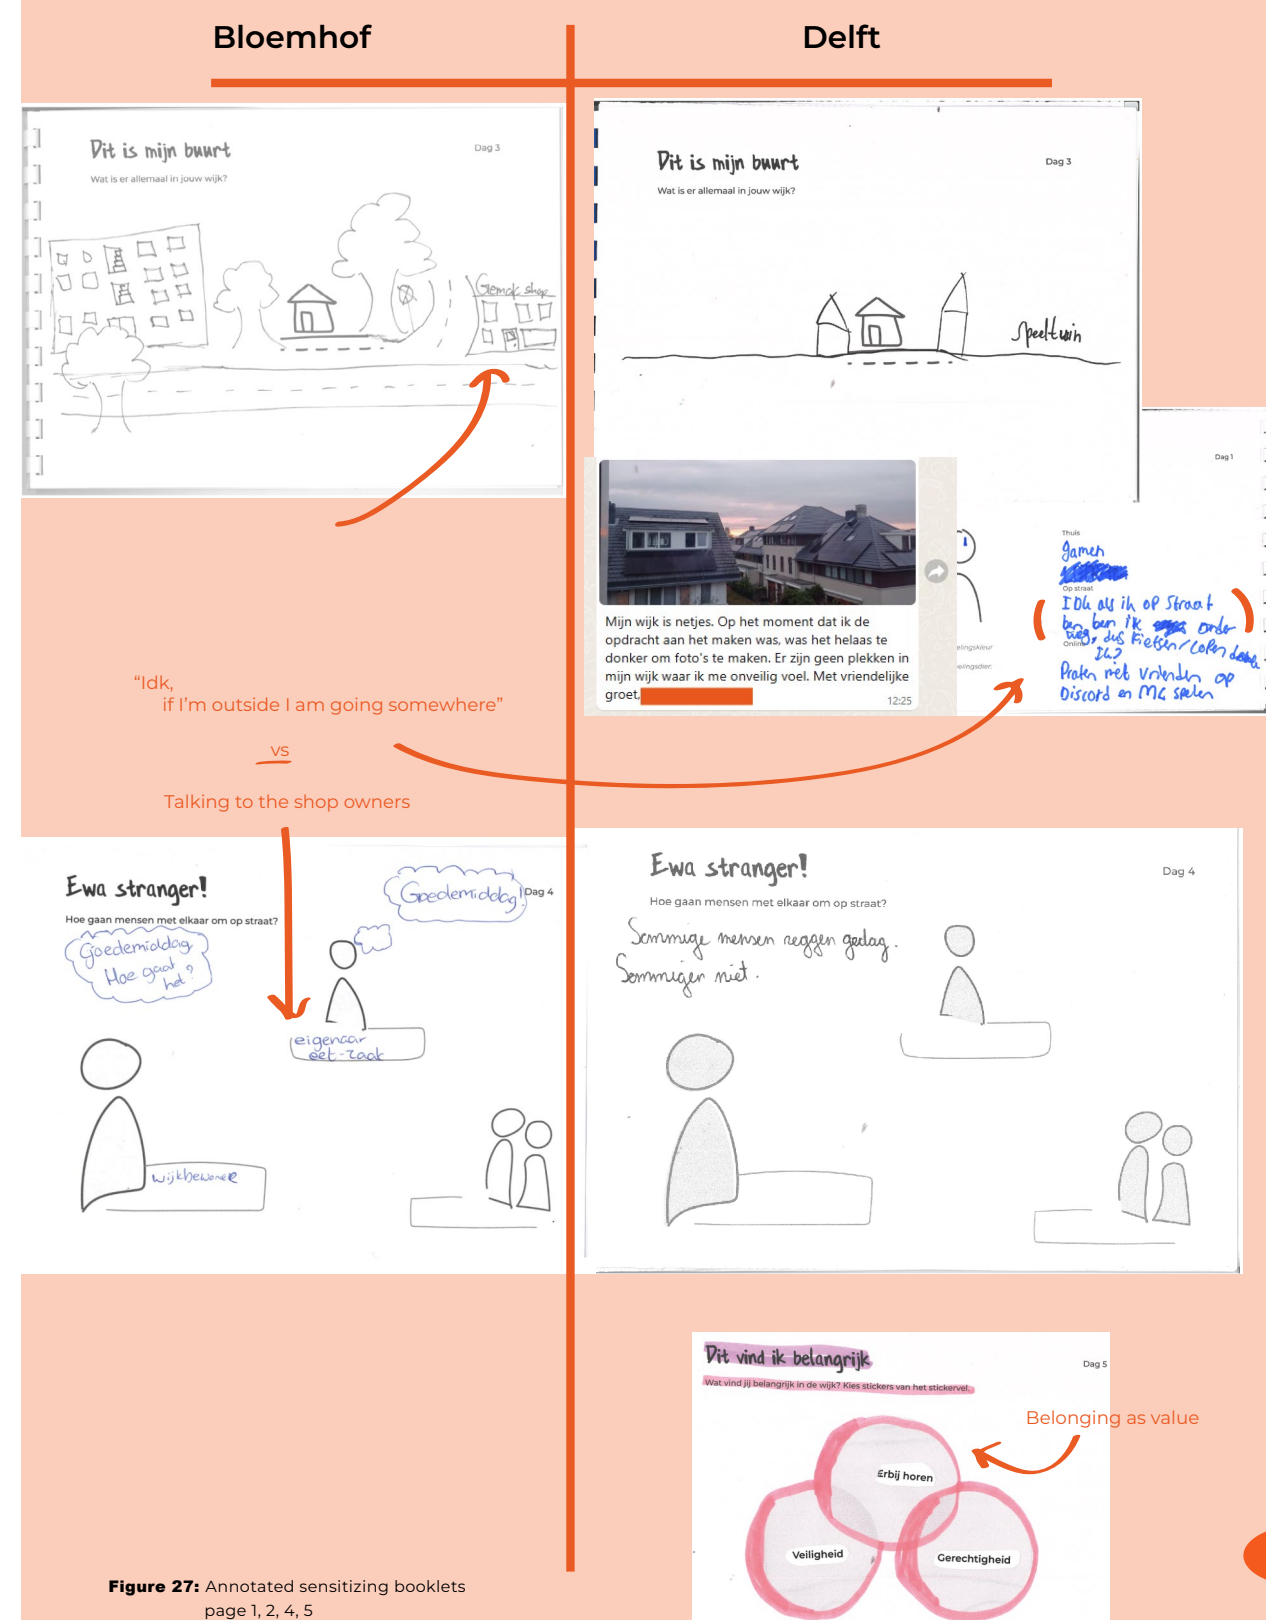 Bloemhof
Delft
Dit is mijn buurt
Dag 3
Wat is er allemaal in jouw wijk?
Gemak shop
Dit is mijn buurt
Dag 3
Wat is er allemaal in jouw wijk?
Speeltuin
Mijn wijk is netjes. Op het moment dat ik de
opdracht aan het maken was, was het helaas te
donker om foto's te maken. Er zijn geen plekken in
mijn wijk waar ik me onveilig voel. Met vriendelijke
groet,
12:25
Dag 1
elingskleur
elingsdier:
Thuis
gamen
Op straat
IDK als ik op straat
ben ben ik onder
weg, dus fietsen/lopen
Online
Praten met vrienden op
Discord en MC spelen
“Idk,
if I'm outside I am going somewhere”
vs
Talking to the shop owners
Ewa stranger!
Dag 4
Hoe gaan mensen met elkaar om op straat?
Goedemiddag!
Goedemiddag
Hoe gaat
het?
eigenaar
eet-zaak
wijkbewoner
Ewa stranger!
Dag 4
Hoe gaan mensen met elkaar om op straat?
Sommige mensen zeggen gedag.
Sommigen niet.
Dit vind ik belangrijk
Dag 5
Wat vind jij belangrijk in de wijk? Kies stickers van het stickervel.
Belonging as value
Erbij horen
Veiligheid
Gerechtigheid
Figure 27: Annotated sensitizing booklets
page 1, 2, 4, 5